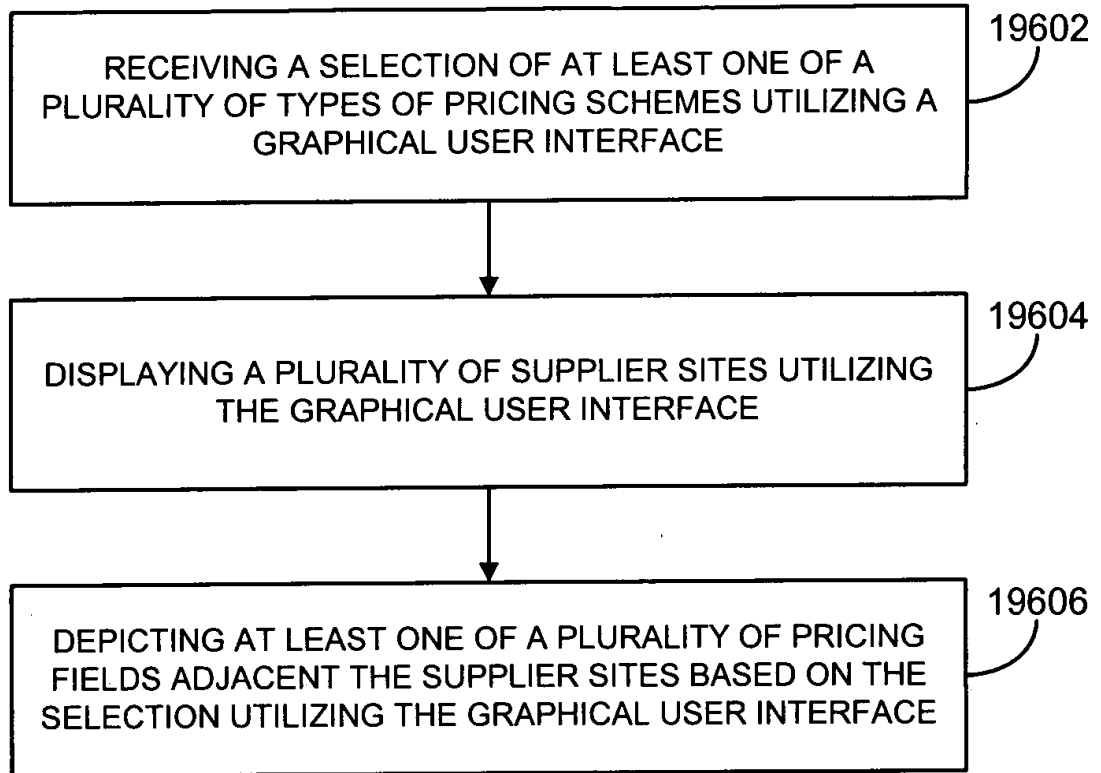 19602
RECEIVING A SELECTION OF AT LEAST ONE OF A
PLURALITY OF TYPES OF PRICING SCHEMES UTILIZING A
GRAPHICAL USER INTERFACE
19604
DISPLAYING A PLURALITY OF SUPPLIER SITES UTILIZING
THE GRAPHICAL USER INTERFACE
19606
DEPICTING AT LEAST ONE OF A PLURALITY OF PRICING
FIELDS ADJACENT THE SUPPLIER SITES BASED ON THE
SELECTION UTILIZING THE GRAPHICAL USER INTERFACE